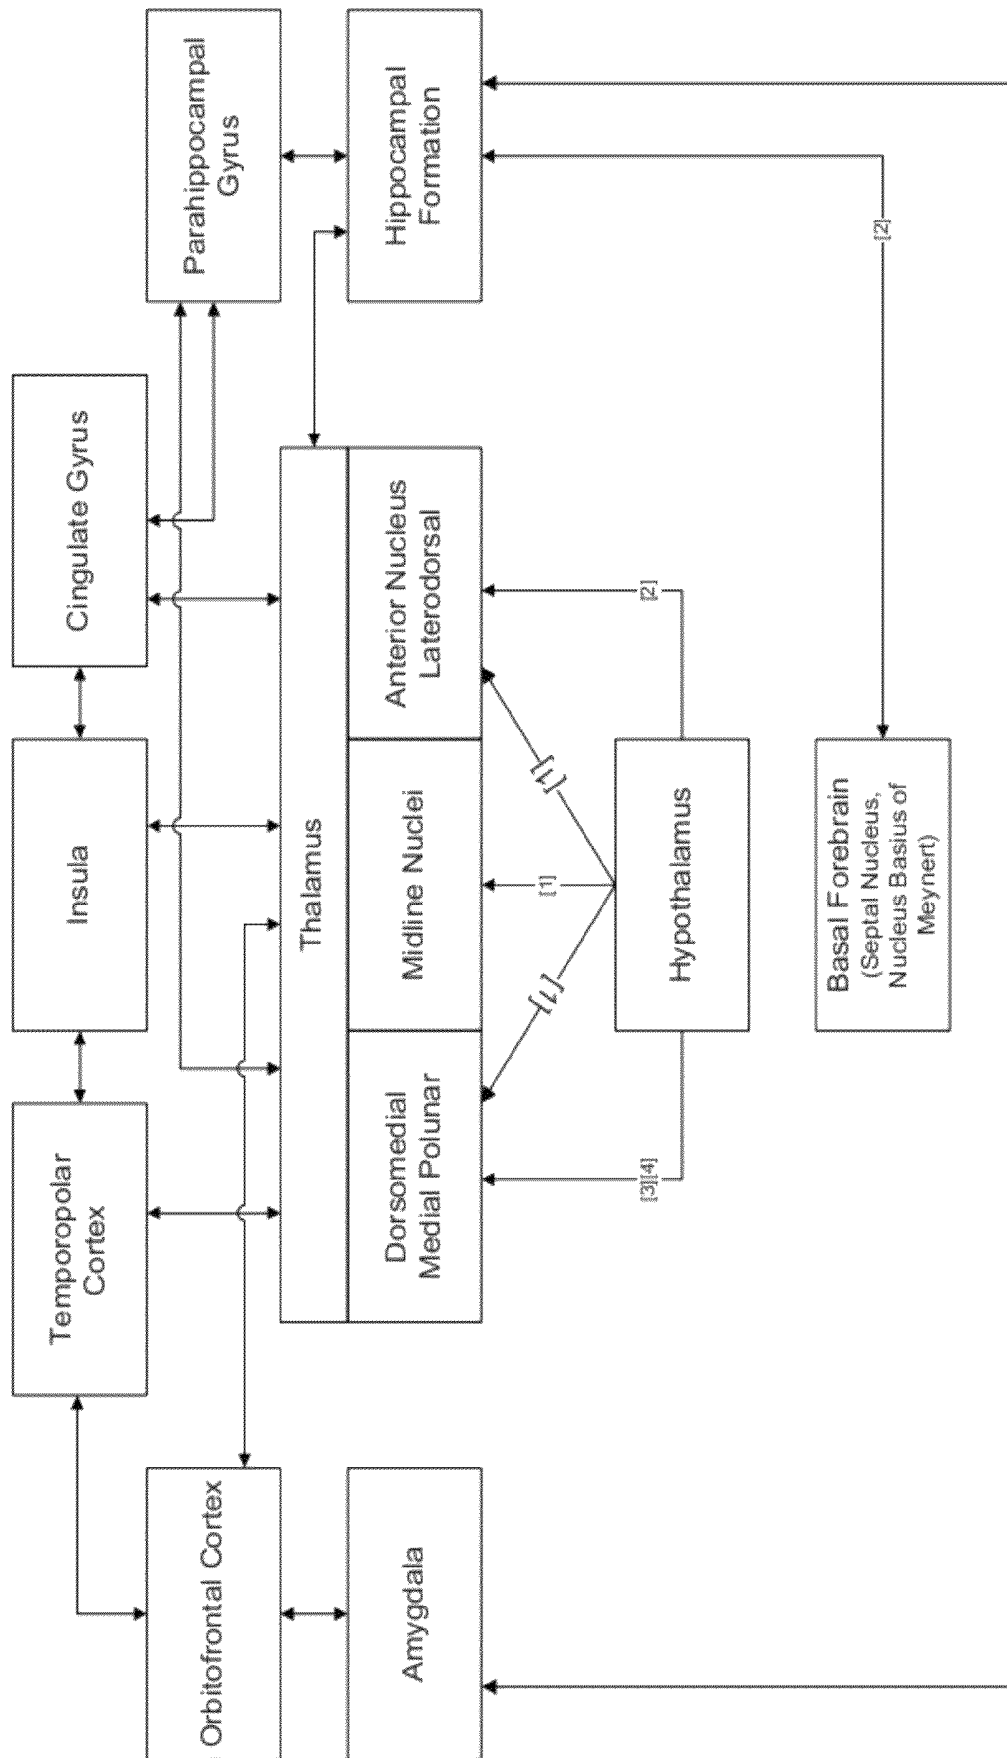 Temporopolar
Cortex
Insula
Cingulate Gyrus
Orbitofrontal Cortex
Parahippocampal
Gyrus
Thalamus
Amygdala
Dorsomedial
Medial Polunar
Midline Nuclei
Anterior Nucleus
Laterodorsal
Hippocampal
Formation
[1]
[1]
[1]
[3][4]
[2]
Hypothalamus
[2]
Basal Forebrain
(Septal Nucleus,
Nucleus Basius of
Meynert)